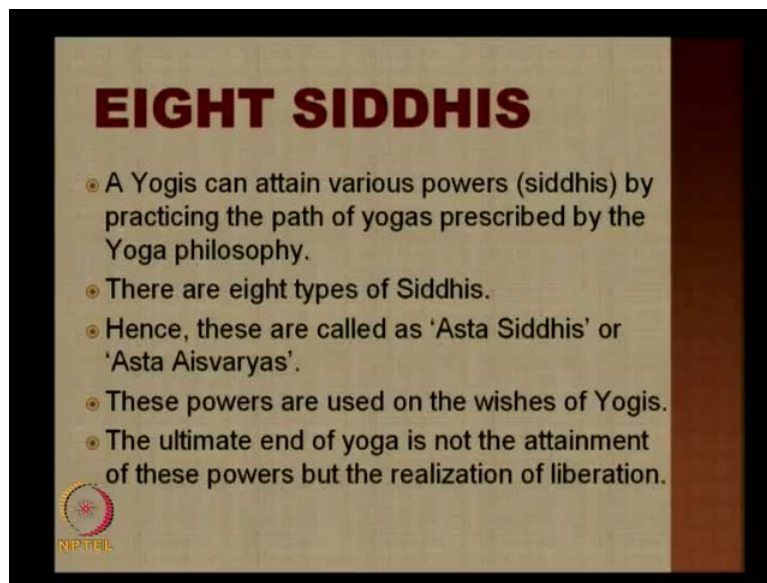 EIGHT SIDDHIS
A Yogis can attain various powers (siddhis) by
practicing the path of yogas prescribed by the
Yoga philosophy.
There are eight types of Siddhis.
Hence, these are called as ‘Asta Siddhis’ or
‘Asta Aisvaryas’.
These powers are used on the wishes of Yogis.
The ultimate end of yoga is not the attainment
of these powers but the realization of liberation.
NPTEL